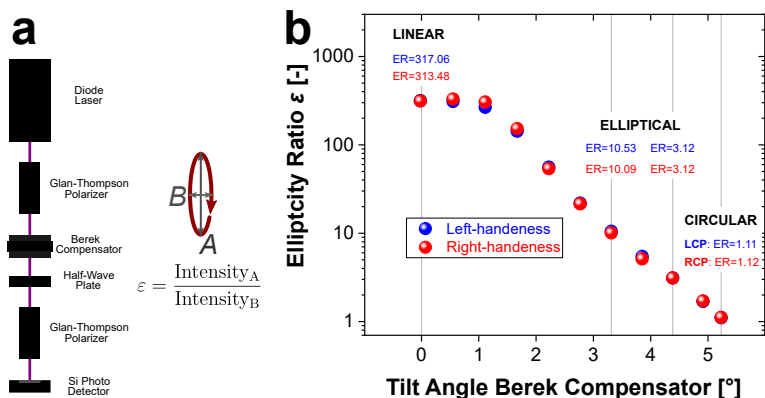 a
Diode
Laser
Glan-Thompson
Polarizer
Berek
Compensator
Half-Wave
Plate
Glan-Thompson
Polarizer
Si Photo
Detector
B
A
ε = Intensity_A / Intensity_B
b
Elliptcity Ratio ε [-]
1000
100
10
1
LINEAR
ER=317.06
ER=313.48
ELLIPTICAL
ER=10.53 ER=3.12
ER=10.09 ER=3.12
CIRCULAR
LCP: ER=1.11
RCP: ER=1.12
Left-handeness
Right-handeness
0 1 2 3 4 5
Tilt Angle Berek Compensator [°]